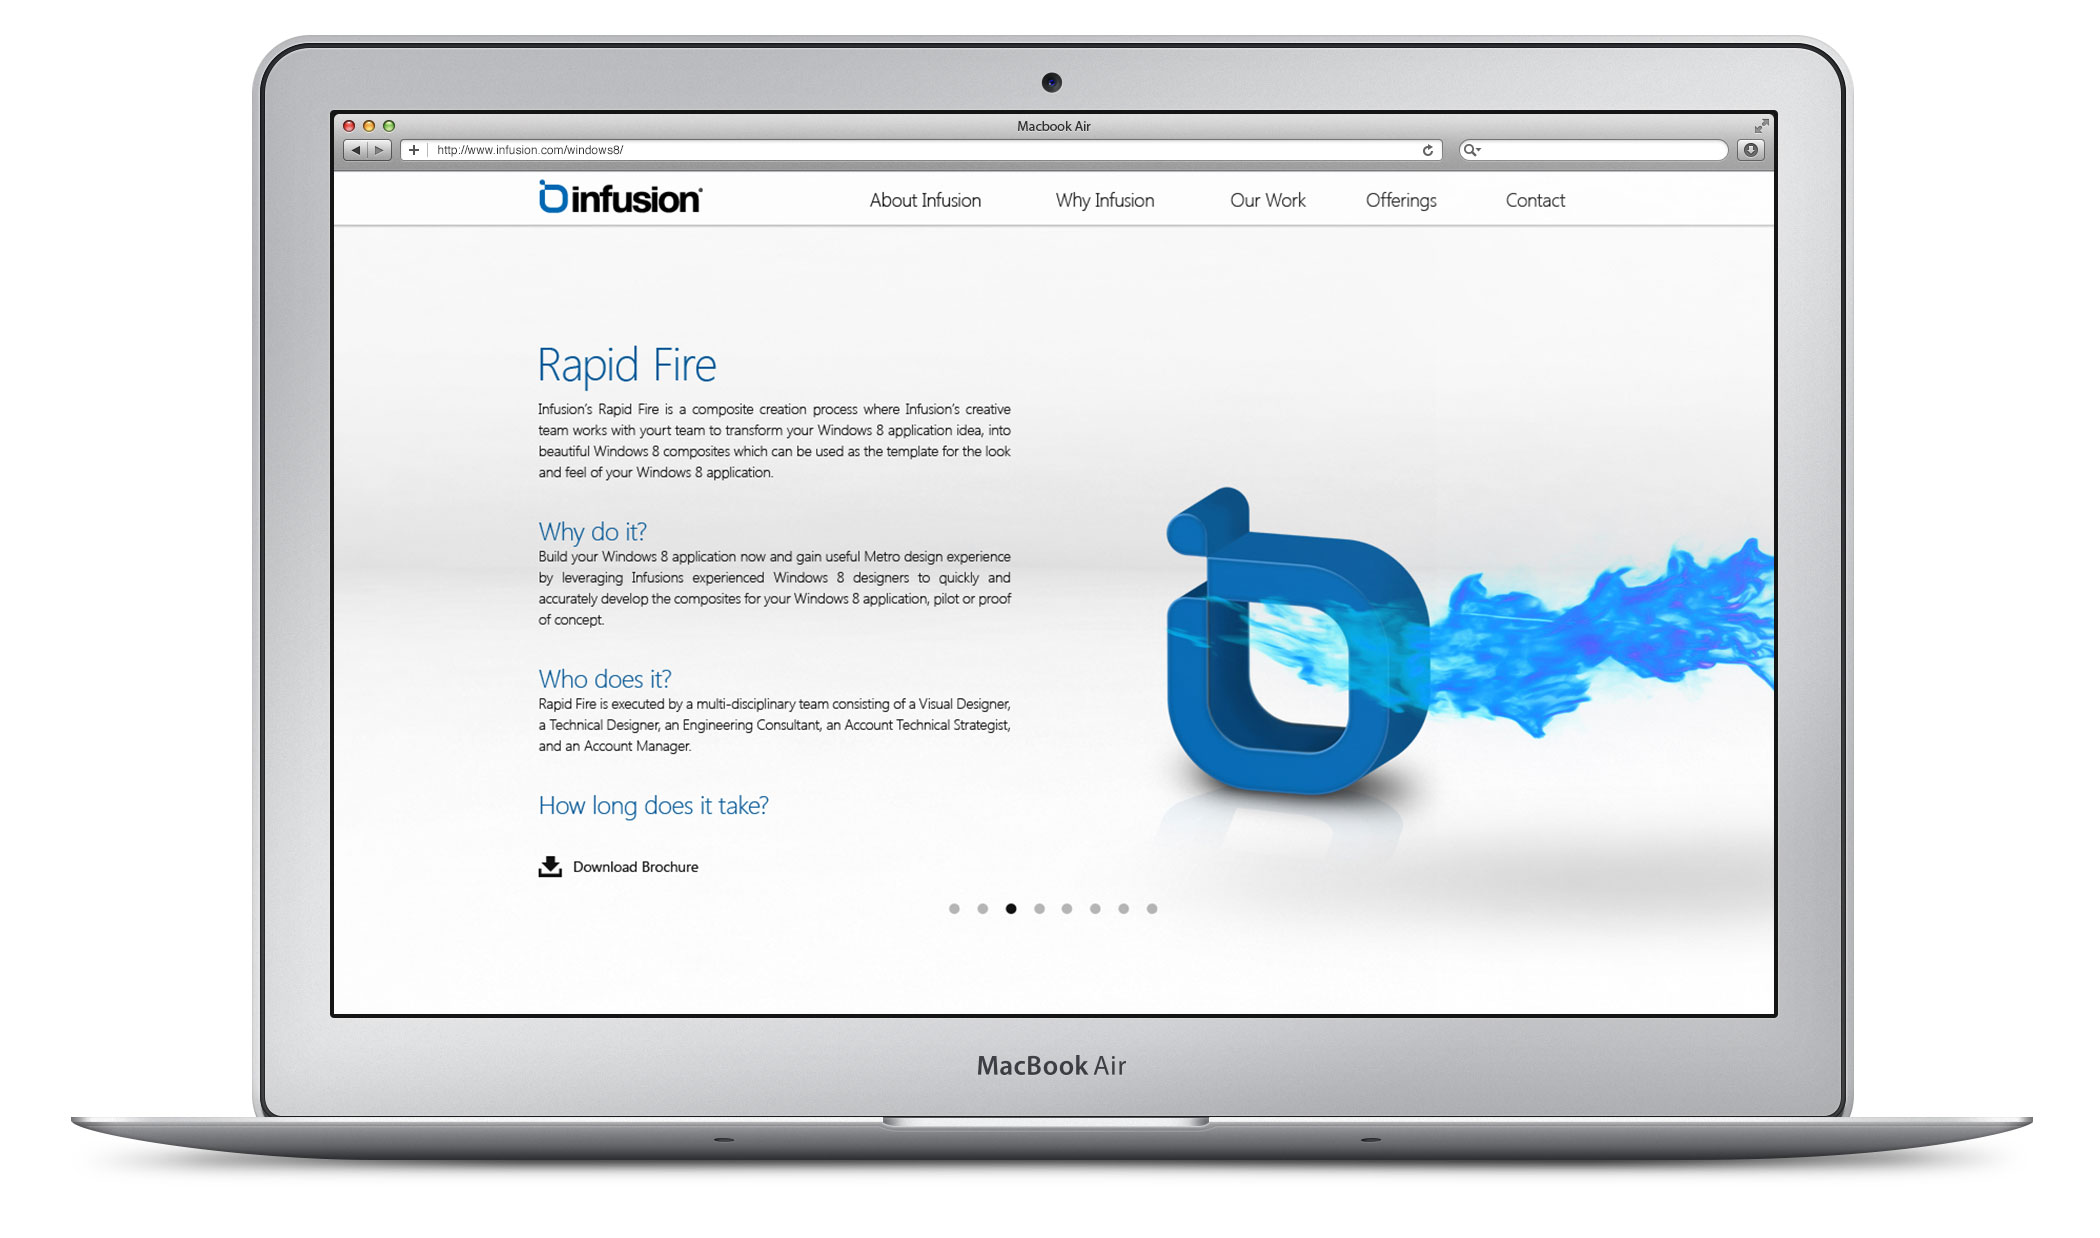 Macbook Air
http://www.infusion.com/windows8/
infusion
About Infusion Why Infusion Our Work Offerings Contact
Rapid Fire
Infusion's Rapid Fire is a composite creation process where Infusion's creative
team works with yourt team to transform your Windows 8 application idea, into
beautiful Windows 8 composites which can be used as the template for the look
and feel of your Windows 8 application.
Why do it?
Build your Windows 8 application now and gain useful Metro design experience
by leveraging Infusions experienced Windows 8 designers to quickly and
accurately develop the composites for your Windows 8 application, pilot or proof
of concept.
Who does it?
Rapid Fire is executed by a multi-disciplinary team consisting of a Visual Designer,
a Technical Designer, an Engineering Consultant, an Account Technical Strategist,
and an Account Manager.
How long does it take?
Download Brochure
MacBook Air